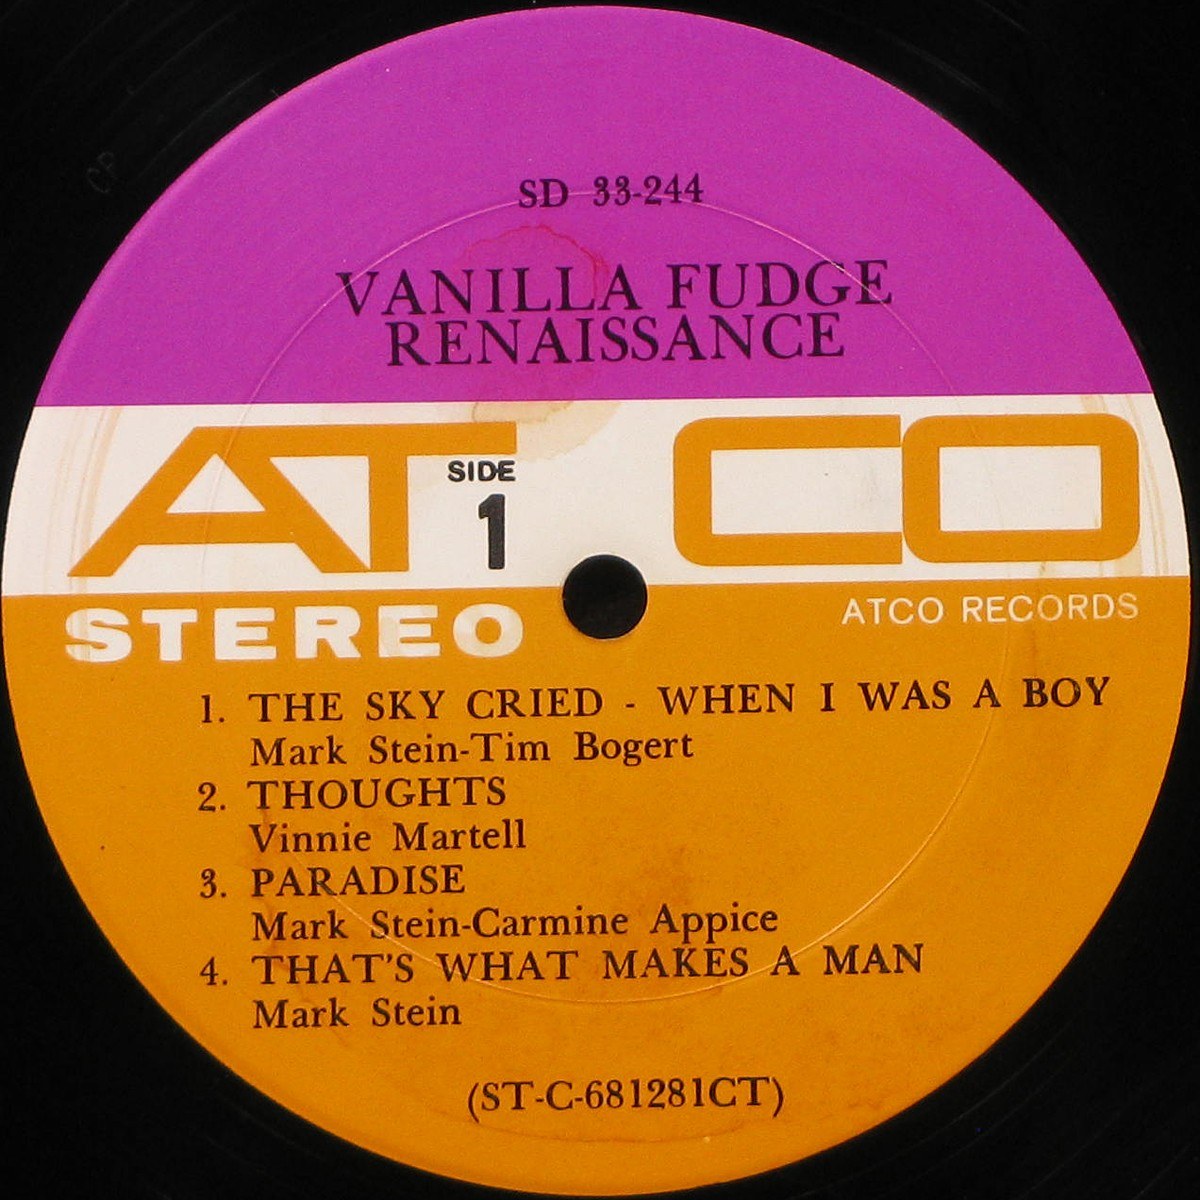 SD 33-244
VANILLA FUDGE
RENAISSANCE
ATCO
SIDE
1
STEREO
ATCO RECORDS
1. THE SKY CRIED - WHEN I WAS A BOY
Mark Stein-Tim Bogert
2. THOUGHTS
Vinnie Martell
3. PARADISE
Mark Stein-Carmine Appice
4. THAT'S WHAT MAKES A MAN
Mark Stein
(ST-C-681281CT)